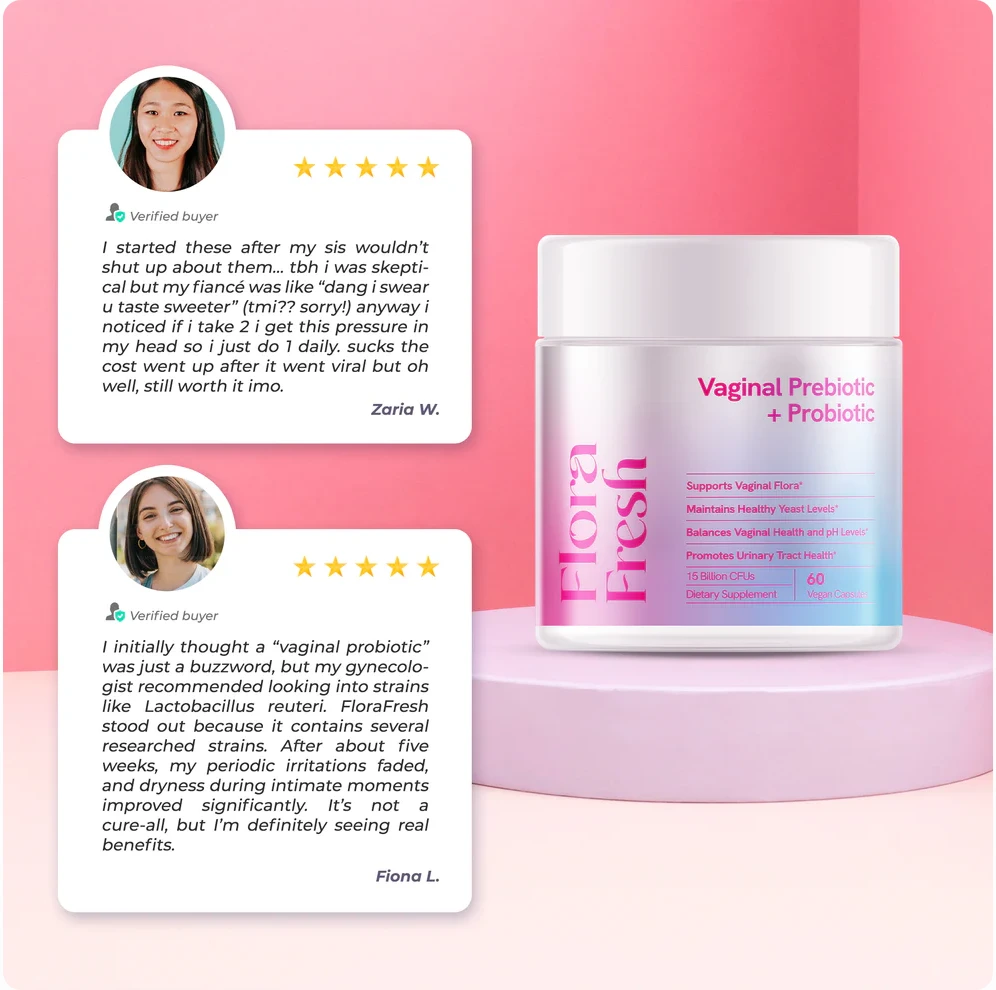 Verified buyer
I started these after my sis wouldn’t
shut up about them... tbh i was skepti-
cal but my fiancé was like “dang i swear
u taste sweeter” (tmi?? sorry!) anyway i
noticed if i take 2 i get this pressure in
my head so i just do 1 daily. sucks the
cost went up after it went viral but oh
well, still worth it imo.
Zaria W.
Verified buyer
I initially thought a “vaginal probiotic”
was just a buzzword, but my gynecolo-
gist recommended looking into strains
like Lactobacillus reuteri. FloraFresh
stood out because it contains several
researched strains. After about five
weeks, my periodic irritations faded,
and dryness during intimate moments
improved significantly. It’s not a
cure-all, but I’m definitely seeing real
benefits.
Fiona L.
Flora
Fresh
Vaginal Prebiotic
+ Probiotic
Supports Vaginal Flora*
Maintains Healthy Yeast Levels*
Balances Vaginal Health and pH Levels*
Promotes Urinary Tract Health*
15 Billion CFUs
Dietary Supplement
60
Vegan Capsules